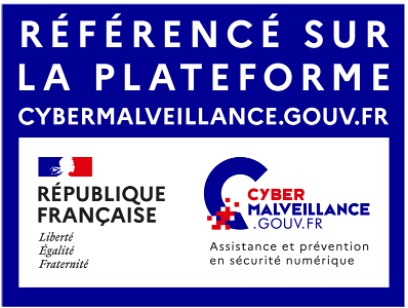 RÉFÉRENCÉ SUR
LA PLATEFORME
CYBERMALVEILLANCE.GOUV.FR
RÉPUBLIQUE
FRANÇAISE
Liberté
Égalité
Fraternité
CYBER
MALVEILLANCE
.GOUV.FR
Assistance et prévention
en sécurité numérique